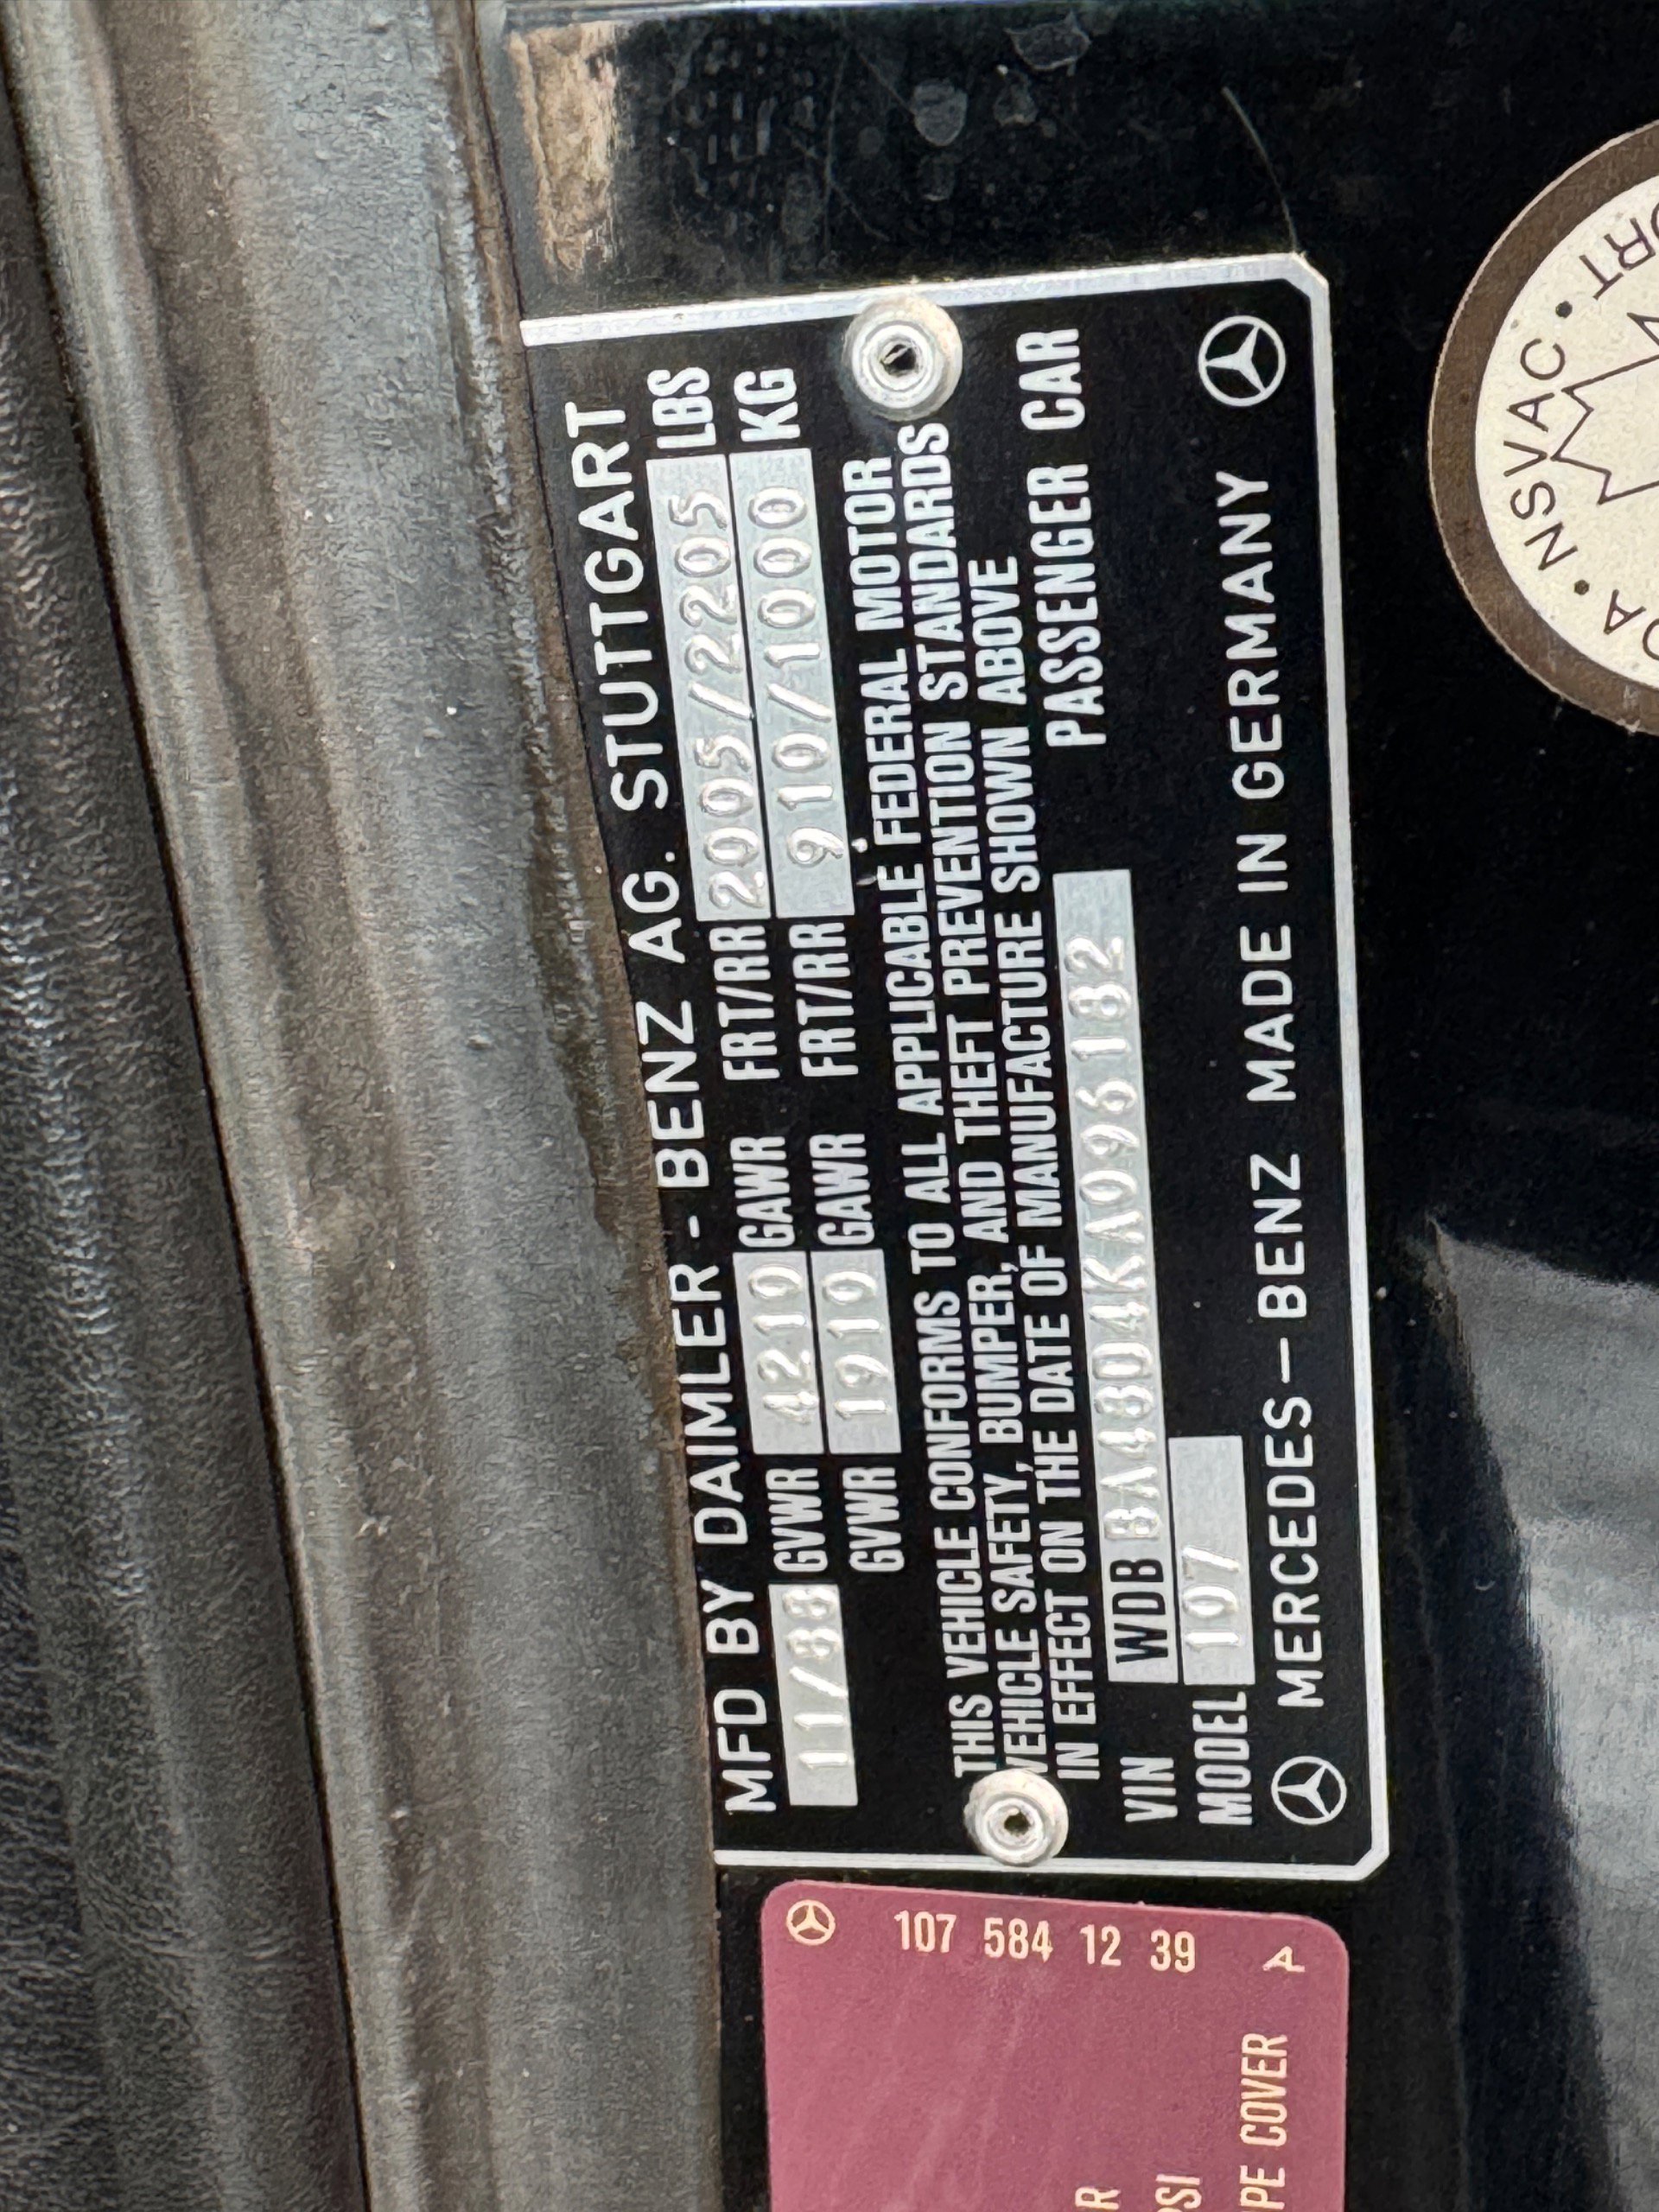 MFD BY DAIMLER - BENZ AG. STUTTGART
11/88 GVWR 4210 GAWR FRT/RR 2005/2205 LBS
GVWR 1910 GAWR FRT/RR 910/1000 KG
THIS VEHICLE CONFORMS TO ALL APPLICABLE FEDERAL MOTOR
VEHICLE SAFETY, BUMPER, AND THEFT PREVENTION STANDARDS
IN EFFECT ON THE DATE OF MANUFACTURE SHOWN ABOVE
VIN WDB BA48D4KA096182 PASSENGER CAR
MODEL 107
MERCEDES-BENZ MADE IN GERMANY
107 584 12 39 A
PE COVER
NSVAC